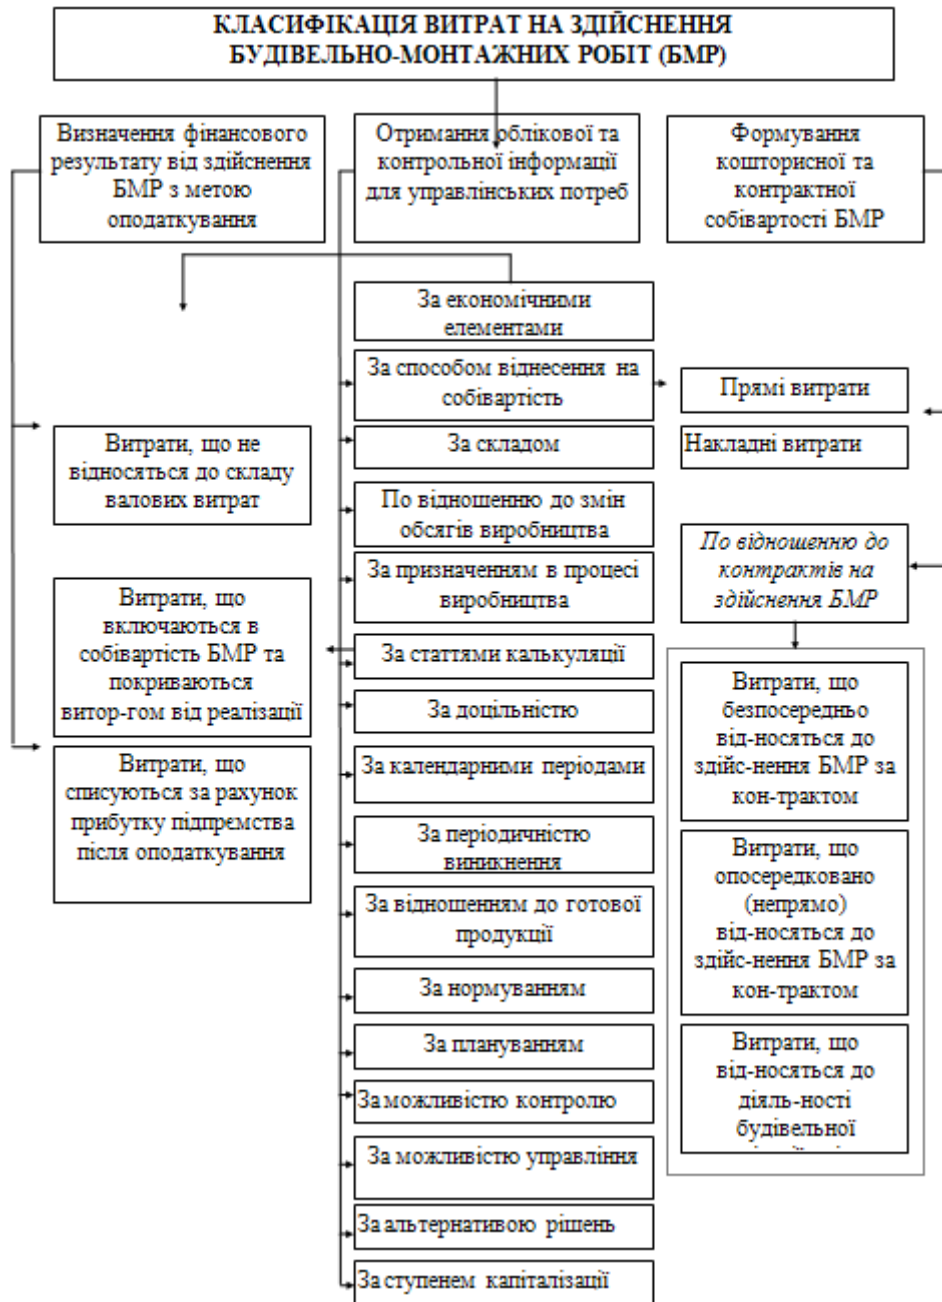 КЛАСИФІКАЦІЯ ВИТРАТ НА ЗДІЙСНЕННЯ
БУДІВЕЛЬНО-МОНТАЖНИХ РОБІТ (БМР)
Визначення фінансового
результату від здійснення
БМР з метою
оподаткування
Отримання облікової та
контрольної інформації
для управлінських потреб
Формування
кошторисної та
контрактної
собівартості БМР
За економічними
елементами
За способом віднесення на
собівартість
За складом
По відношенню до змін
обсягів виробництва
За призначенням в процесі
виробництва
За статтями калькуляції
За доцільністю
За календарними періодами
За періодичністю
виникнення
За відношенням до готової
продукції
За нормуванням
За плануванням
За можливістю контролю
За можливістю управління
За альтернативою рішень
За ступенем капіталізації
Витрати, що не
відносяться до складу
валових витрат
Витрати, що
включаються в
собівартість БМР та
покриваються
витор-гом від реалізації
Витрати, що
списуються за рахунок
прибутку підпрємства
після оподаткування
Прямі витрати
Накладні витрати
По відношенню до
контрактів на
здійснення БМР
Витрати, що
безпосередньо
від-носяться до
здійс-нення БМР за
кон-трактом
Витрати, що
опосередковано
(непрямо)
від-носяться до
здійс-нення БМР за
кон-трактом
Витрати, що
від-носяться до
діяль-ності
будівельної